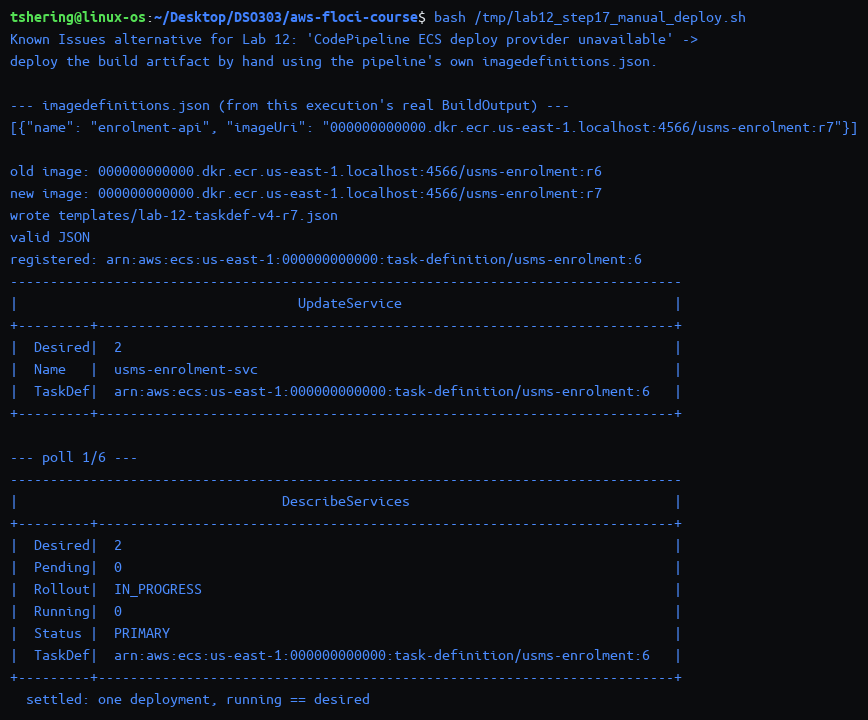 tshering@linux-os:~/Desktop/DSO303/aws-floci-course$ bash /tmp/lab12_step17_manual_deploy.sh
Known Issues alternative for Lab 12: 'CodePipeline ECS deploy provider unavailable' ->
deploy the build artifact by hand using the pipeline's own imagedefinitions.json.

--- imagedefinitions.json (from this execution's real BuildOutput) ---
[{"name": "enrolment-api", "imageUri": "000000000000.dkr.ecr.us-east-1.localhost:4566/usms-enrolment:r7"}]

old image: 000000000000.dkr.ecr.us-east-1.localhost:4566/usms-enrolment:r6
new image: 000000000000.dkr.ecr.us-east-1.localhost:4566/usms-enrolment:r7
wrote templates/lab-12-taskdef-v4-r7.json
valid JSON
registered: arn:aws:ecs:us-east-1:000000000000:task-definition/usms-enrolment:6
------------------------------------------------------------------------------------
|                                   UpdateService                                  |
+---------+------------------------------------------------------------------------+
|  Desired|  2                                                                     |
|  Name   |  usms-enrolment-svc                                                    |
|  TaskDef|  arn:aws:ecs:us-east-1:000000000000:task-definition/usms-enrolment:6   |
+---------+------------------------------------------------------------------------+

--- poll 1/6 ---
------------------------------------------------------------------------------------
|                                 DescribeServices                                 |
+---------+------------------------------------------------------------------------+
|  Desired|  2                                                                     |
|  Pending|  0                                                                     |
|  Rollout|  IN_PROGRESS                                                           |
|  Running|  0                                                                     |
|  Status |  PRIMARY                                                               |
|  TaskDef|  arn:aws:ecs:us-east-1:000000000000:task-definition/usms-enrolment:6   |
+---------+------------------------------------------------------------------------+
  settled: one deployment, running == desired